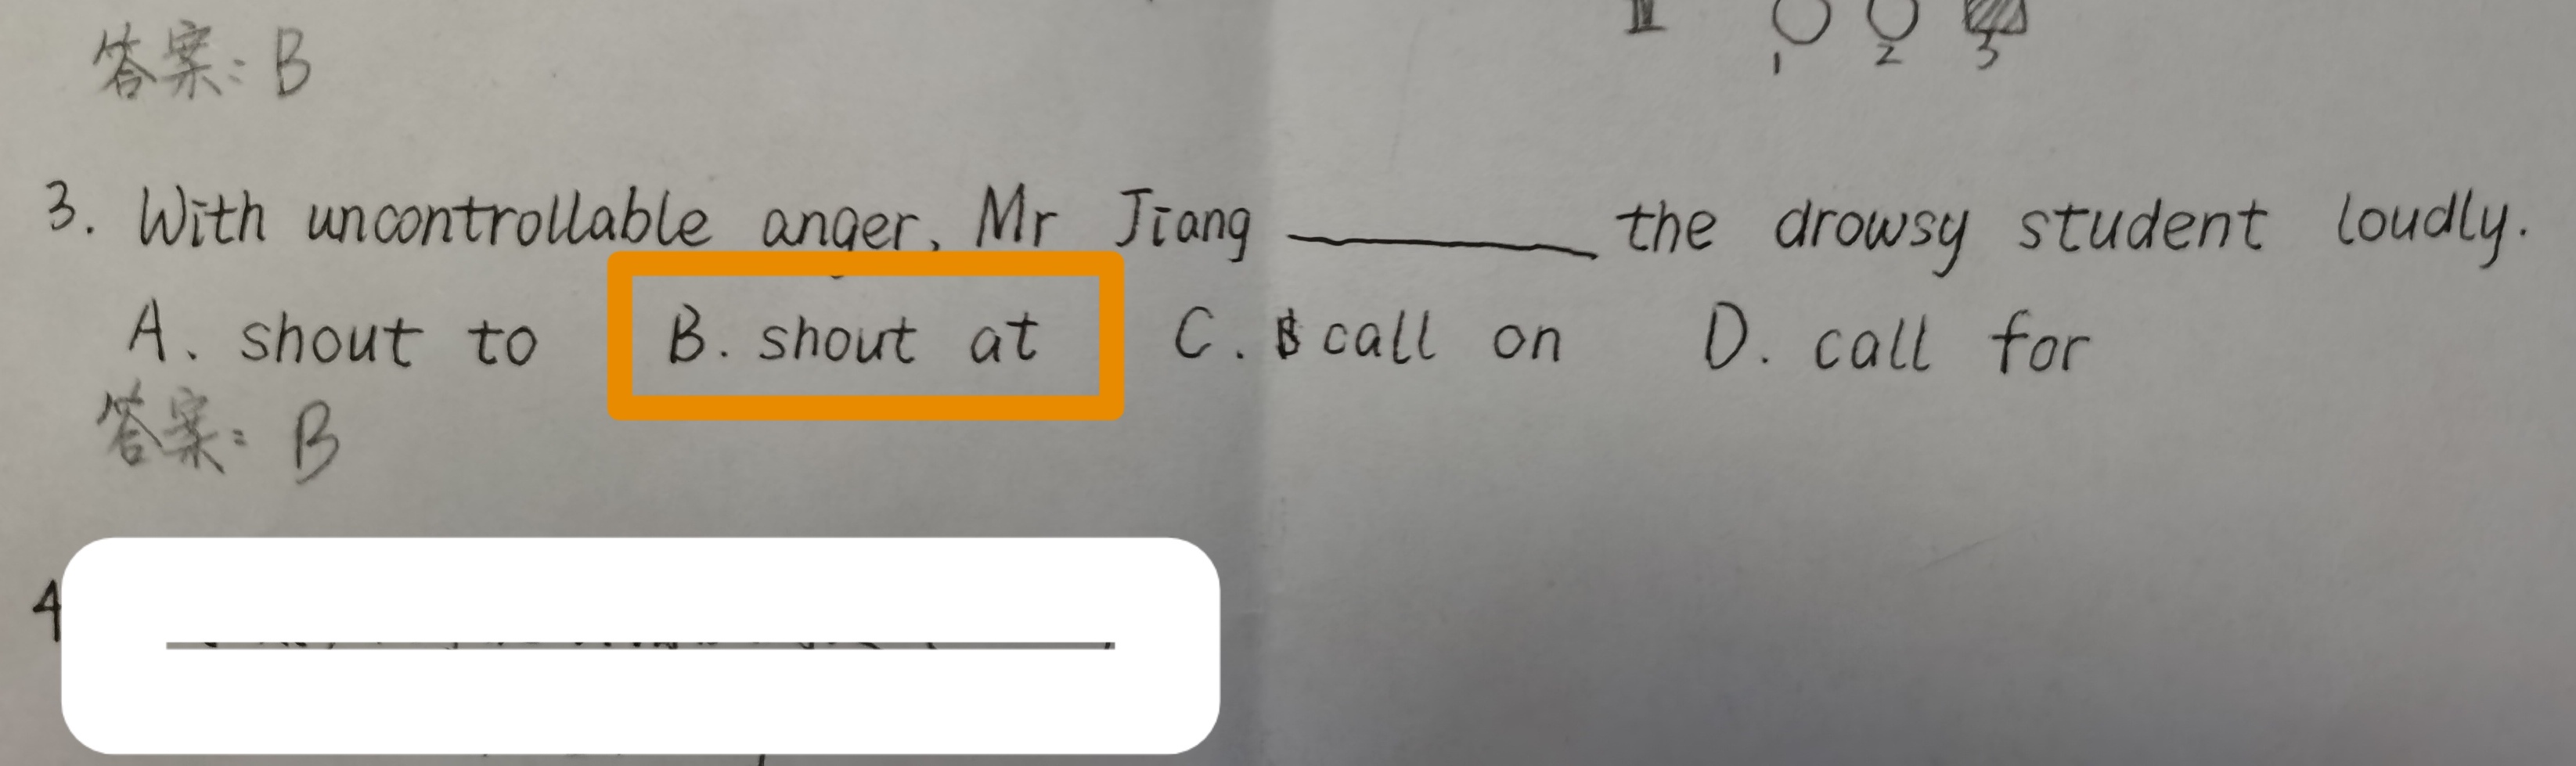 答案: B
II
1 2 3
3. With uncontrollable anger, Mr Jiang ________ the drowsy student loudly.
A. shout to B. shout at C. call on D. call for
答案: B
4